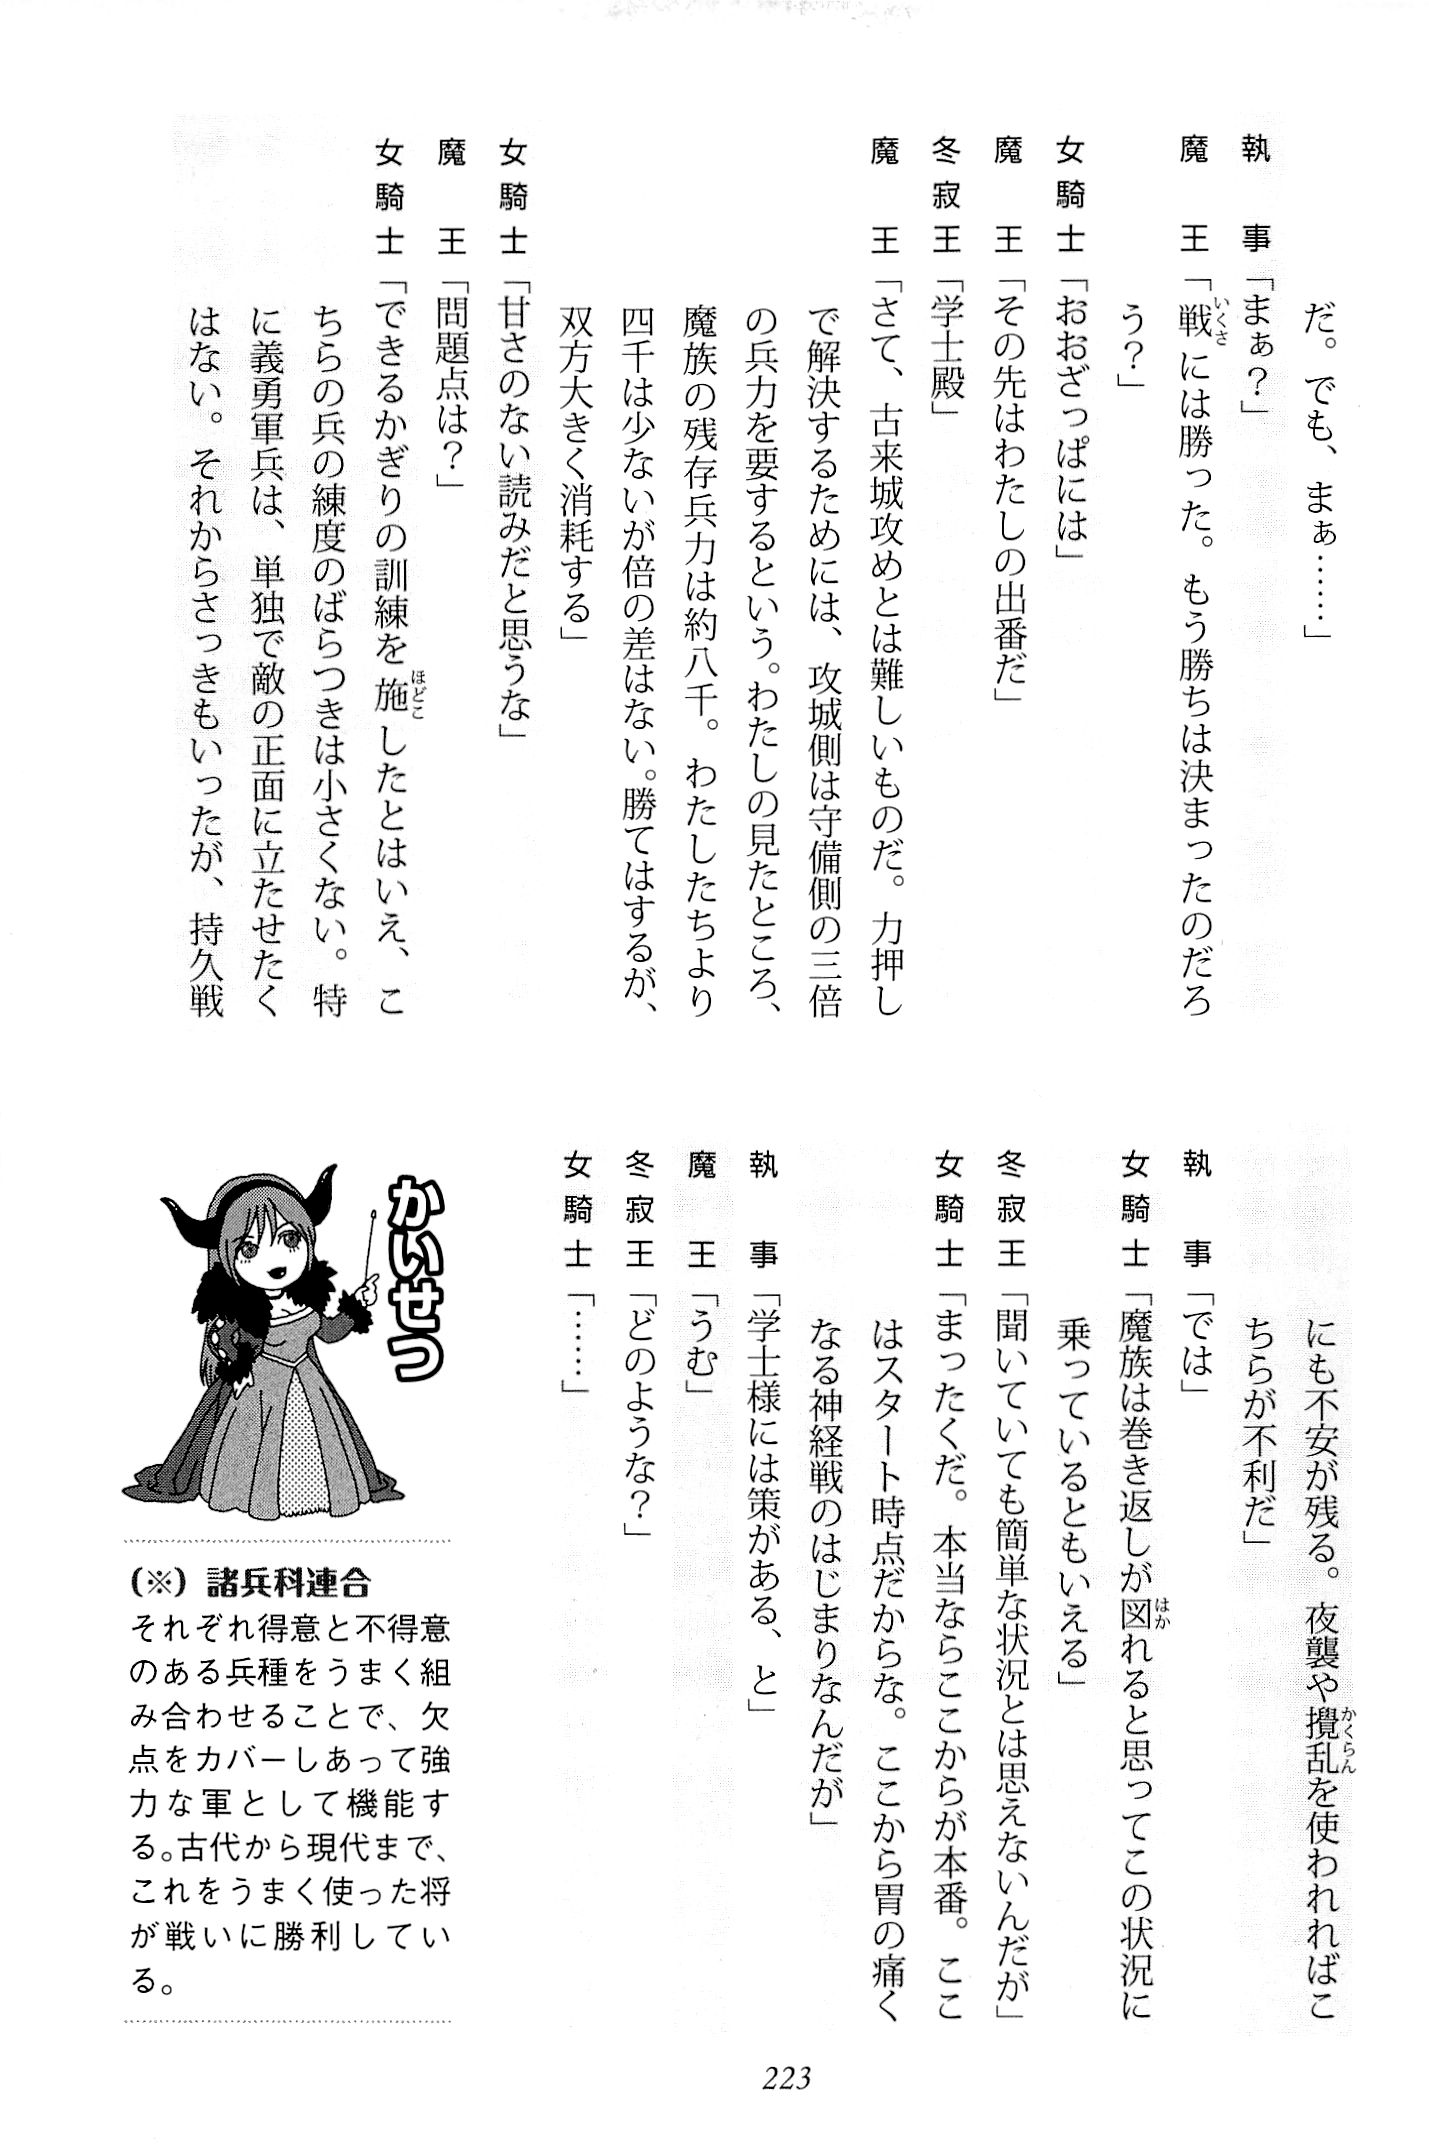 だ。でも、まぁ……」
執事「まぁ？」
魔王「戦には勝った。もう勝ちは決まったのだろ
う？」
女騎士「おおざっぱには」
魔王「その先はわたしの出番だ」
冬寂王「学士殿」
魔王「さて、古来城攻めとは難しいものだ。力押し
で解決するためには、攻城側は守備側の三倍
の兵力を要するという。わたしの見たところ、
魔族の残存兵力は約八千。わたしたちより
四千は少ないが倍の差はない。勝てはするが、
双方大きく消耗する」
女騎士「甘さのない読みだと思うな」
魔王「問題点は？」
女騎士「できるかぎりの訓練を施したとはいえ、こ
ちらの兵の練度のばらつきは小さくない。特
に義勇軍兵は、単独で敵の正面に立たせたく
はない。それからさっきもいったが、持久戦
にも不安が残る。夜襲や攪乱を使われればこ
ちらが不利だ」
執事「では」
女騎士「魔族は巻き返しが図れると思ってこの状況に
乗っているともいえる」
冬寂王「聞いていても簡単な状況とは思えないんだが」
女騎士「まったくだ。本当ならここからが本番。ここ
はスタート時点だからな。ここから胃の痛く
なる神経戦のはじまりなんだが」
執事「学士様には策がある、と」
魔王「うむ」
冬寂王「どのような？」
女騎士「……」
かいせつ
（※）諸兵科連合
それぞれ得意と不得意
のある兵種をうまく組
み合わせることで、欠
点をカバーしあって強
力な軍として機能す
る。古代から現代まで、
これをうまく使った将
が戦いに勝利してい
る。
223